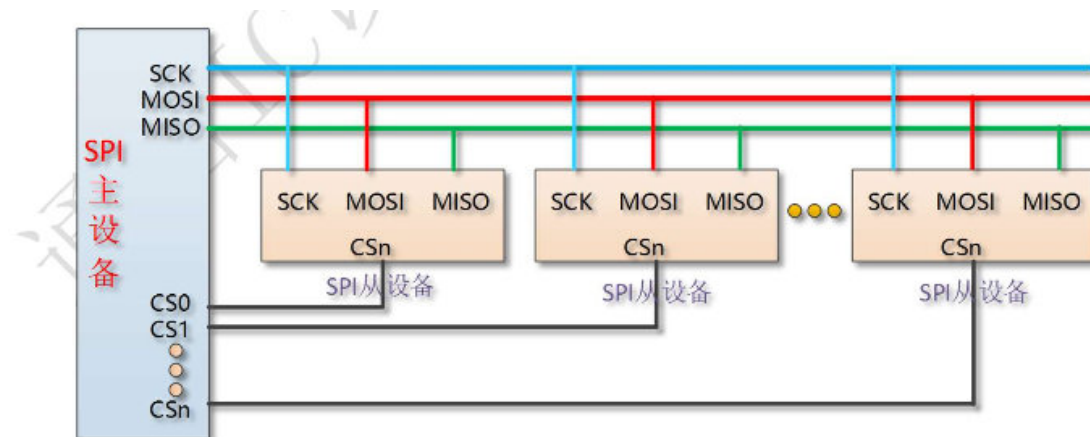 SCK
MOSI
MISO
SPI
主
设
备
SCK MOSI MISO
CSn
SPI从设备
SCK MOSI MISO
CSn
SPI从设备
SCK MOSI MISO
CSn
SPI从设备
CS0
CS1
CSn